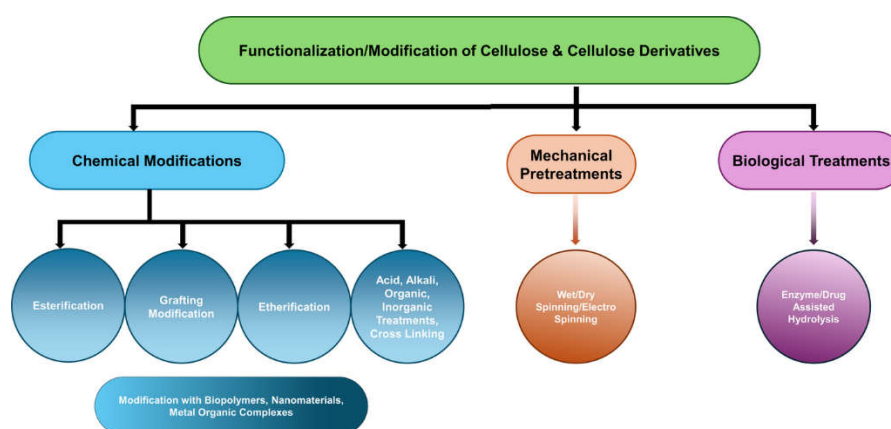 Functionalization/Modification of Cellulose & Cellulose Derivatives
Chemical Modifications
Mechanical
Pretreatments
Biological Treatments
Esterification
Grafting
Modification
Etherification
Acid, Alkali,
Organic,
Inorganic
Treatments,
Cross Linking
Wet/Dry
Spinning/Electro
Spinning
Enzyme/Drug
Assisted
Hydrolysis
Modification with Biopolymers, Nanomaterials,
Metal Organic Complexes